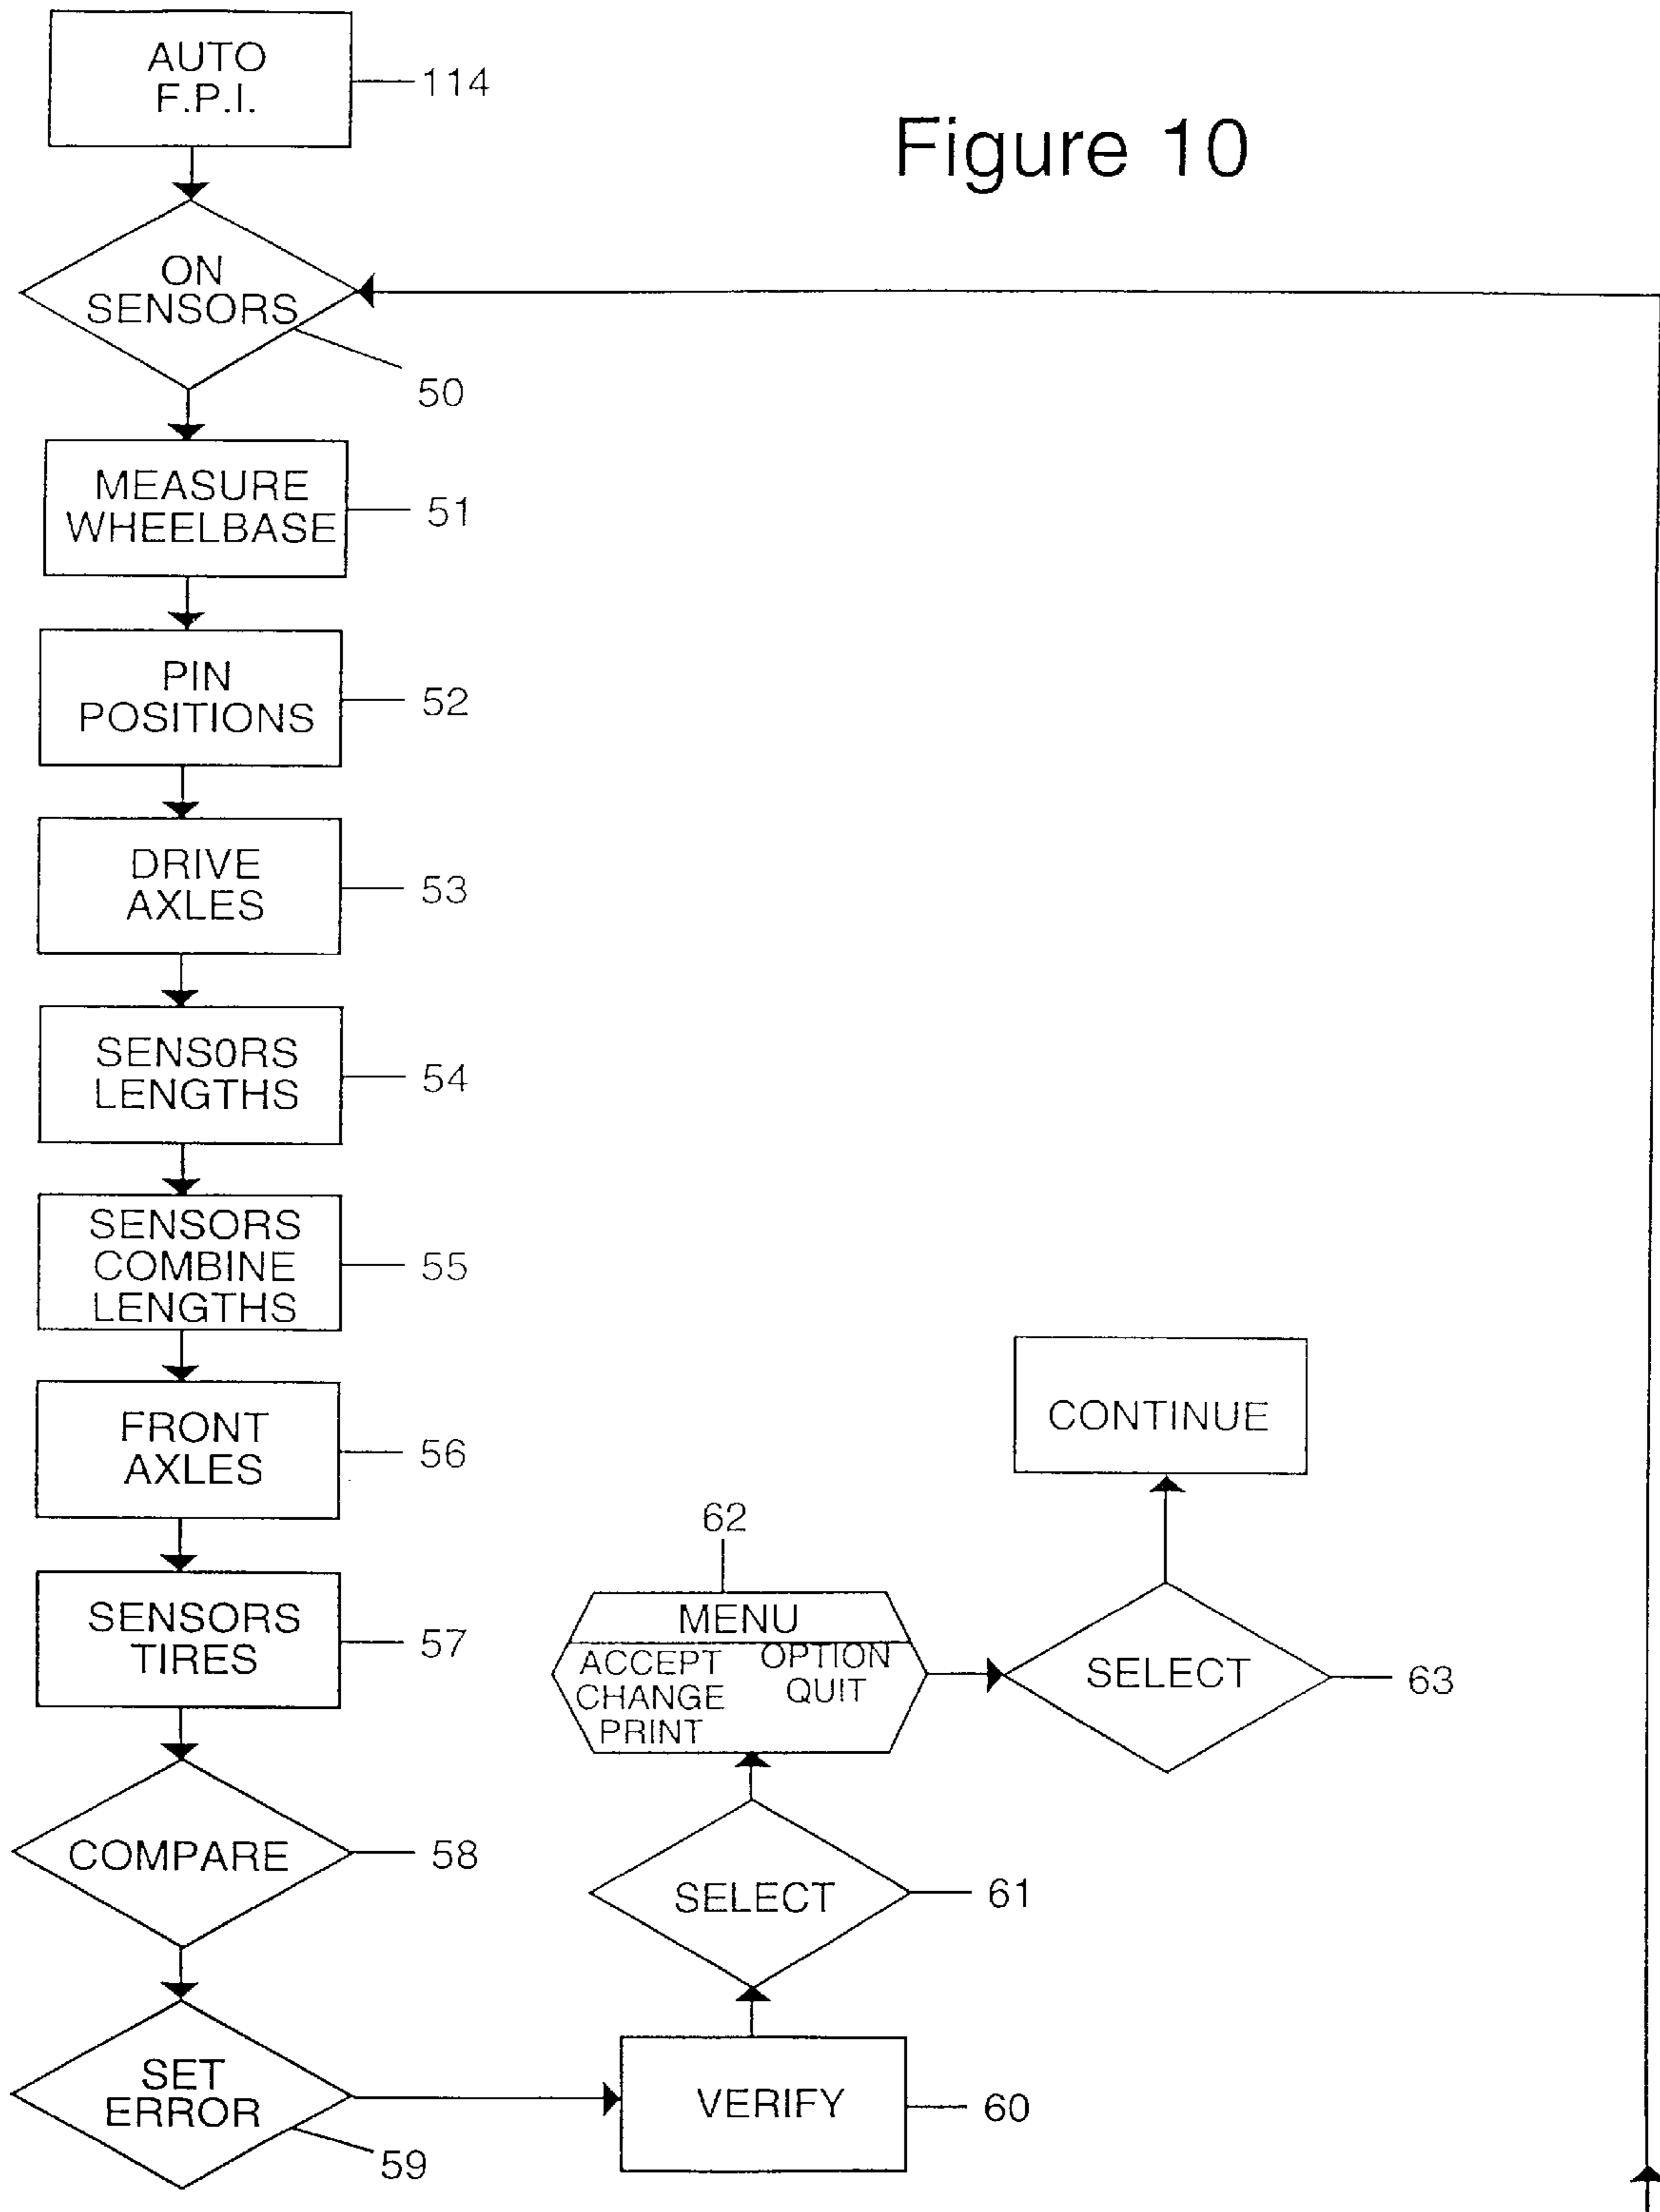 Figure 10
AUTO
F.P.I.
114
ON
SENSORS
50
MEASURE
WHEELBASE
51
PIN
POSITIONS
52
DRIVE
AXLES
53
SENS0RS
LENGTHS
54
SENSORS
COMBINE
LENGTHS
55
FRONT
AXLES
56
SENSORS
TIRES
57
COMPARE
58
SET
ERROR
59
VERIFY
60
SELECT
61
62
MENU
ACCEPT OPTION
CHANGE QUIT
PRINT
SELECT
63
CONTINUE